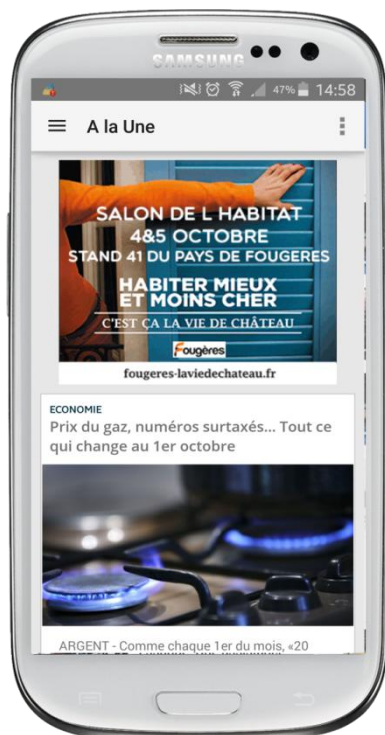 SAMSUNG
47% 14:58
A la Une
SALON DE L HABITAT
4&5 OCTOBRE
STAND 41 DU PAYS DE FOUGERES
HABITER MIEUX
ET MOINS CHER
C'EST ÇA LA VIE DE CHÂTEAU
Fougères
fougeres-laviedechateau.fr
ECONOMIE
Prix du gaz, numéros surtaxés... Tout ce
qui change au 1er octobre
ARGENT - Comme chaque 1er du mois, «20